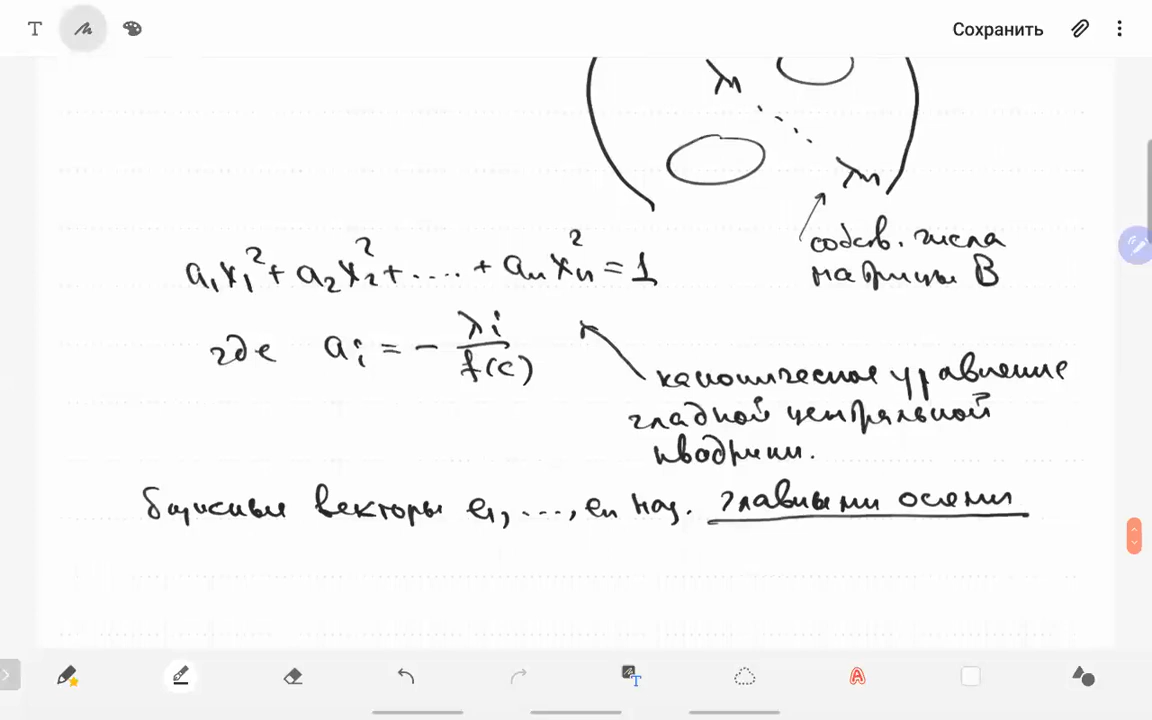 T
Сохранить
λ1
λn
собств. числа
матрицы B
a₁x₁² + a₂x₂² + .... + aₙxₙ² = 1
где aᵢ = - λᵢ / f(c)
каноническое уравнение
гладкой центральной
квадрики.
базисные векторы e₁, ..., eₙ наз. главными осями
T
A